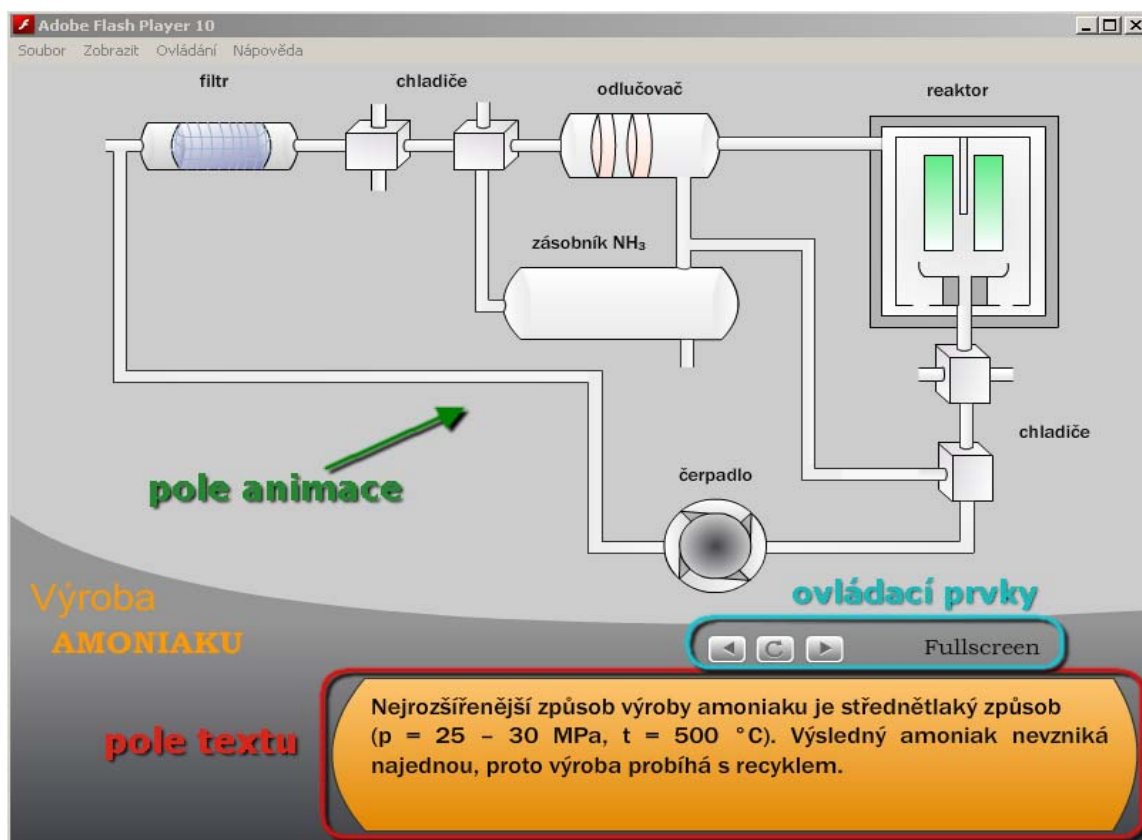 Adobe Flash Player 10
Soubor Zobrazit Ovládání Nápověda
filtr
chladiče
odlučovač
reaktor
zásobník NH₃
chladiče
pole animace
čerpadlo
ovládací prvky
Výroba
AMONIAKU
Fullscreen
pole textu
Nejrozšířenější způsob výroby amoniaku je střednětlaký způsob
(p = 25 – 30 MPa, t = 500 °C). Výsledný amoniak nevzniká
najednou, proto výroba probíhá s recyklem.